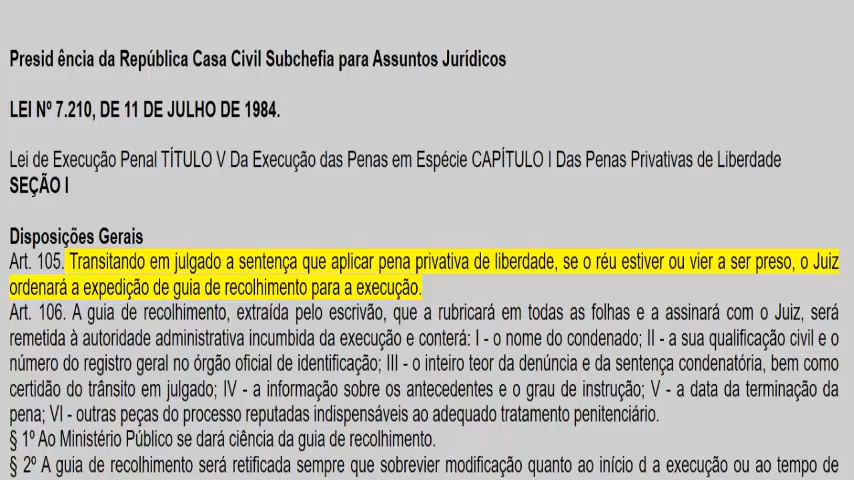 Presid ência da República Casa Civil Subchefia para Assuntos Jurídicos
LEI Nº 7.210, DE 11 DE JULHO DE 1984.
Lei de Execução Penal TÍTULO V Da Execução das Penas em Espécie CAPÍTULO I Das Penas Privativas de Liberdade
SEÇÃO I
Disposições Gerais
Art. 105. Transitando em julgado a sentença que aplicar pena privativa de liberdade, se o réu estiver ou vier a ser preso, o Juiz
ordenará a expedição de guia de recolhimento para a execução.
Art. 106. A guia de recolhimento, extraída pelo escrivão, que a rubricará em todas as folhas e a assinará com o Juiz, será
remetida à autoridade administrativa incumbida da execução e conterá: I - o nome do condenado; II - a sua qualificação civil e o
número do registro geral no órgão oficial de identificação; III - o inteiro teor da denúncia e da sentença condenatória, bem como
certidão do trânsito em julgado; IV - a informação sobre os antecedentes e o grau de instrução; V - a data da terminação da
pena; VI - outras peças do processo reputadas indispensáveis ao adequado tratamento penitenciário.
§ 1º Ao Ministério Público se dará ciência da guia de recolhimento.
§ 2º A guia de recolhimento será retificada sempre que sobrevier modificação quanto ao início d a execução ou ao tempo de